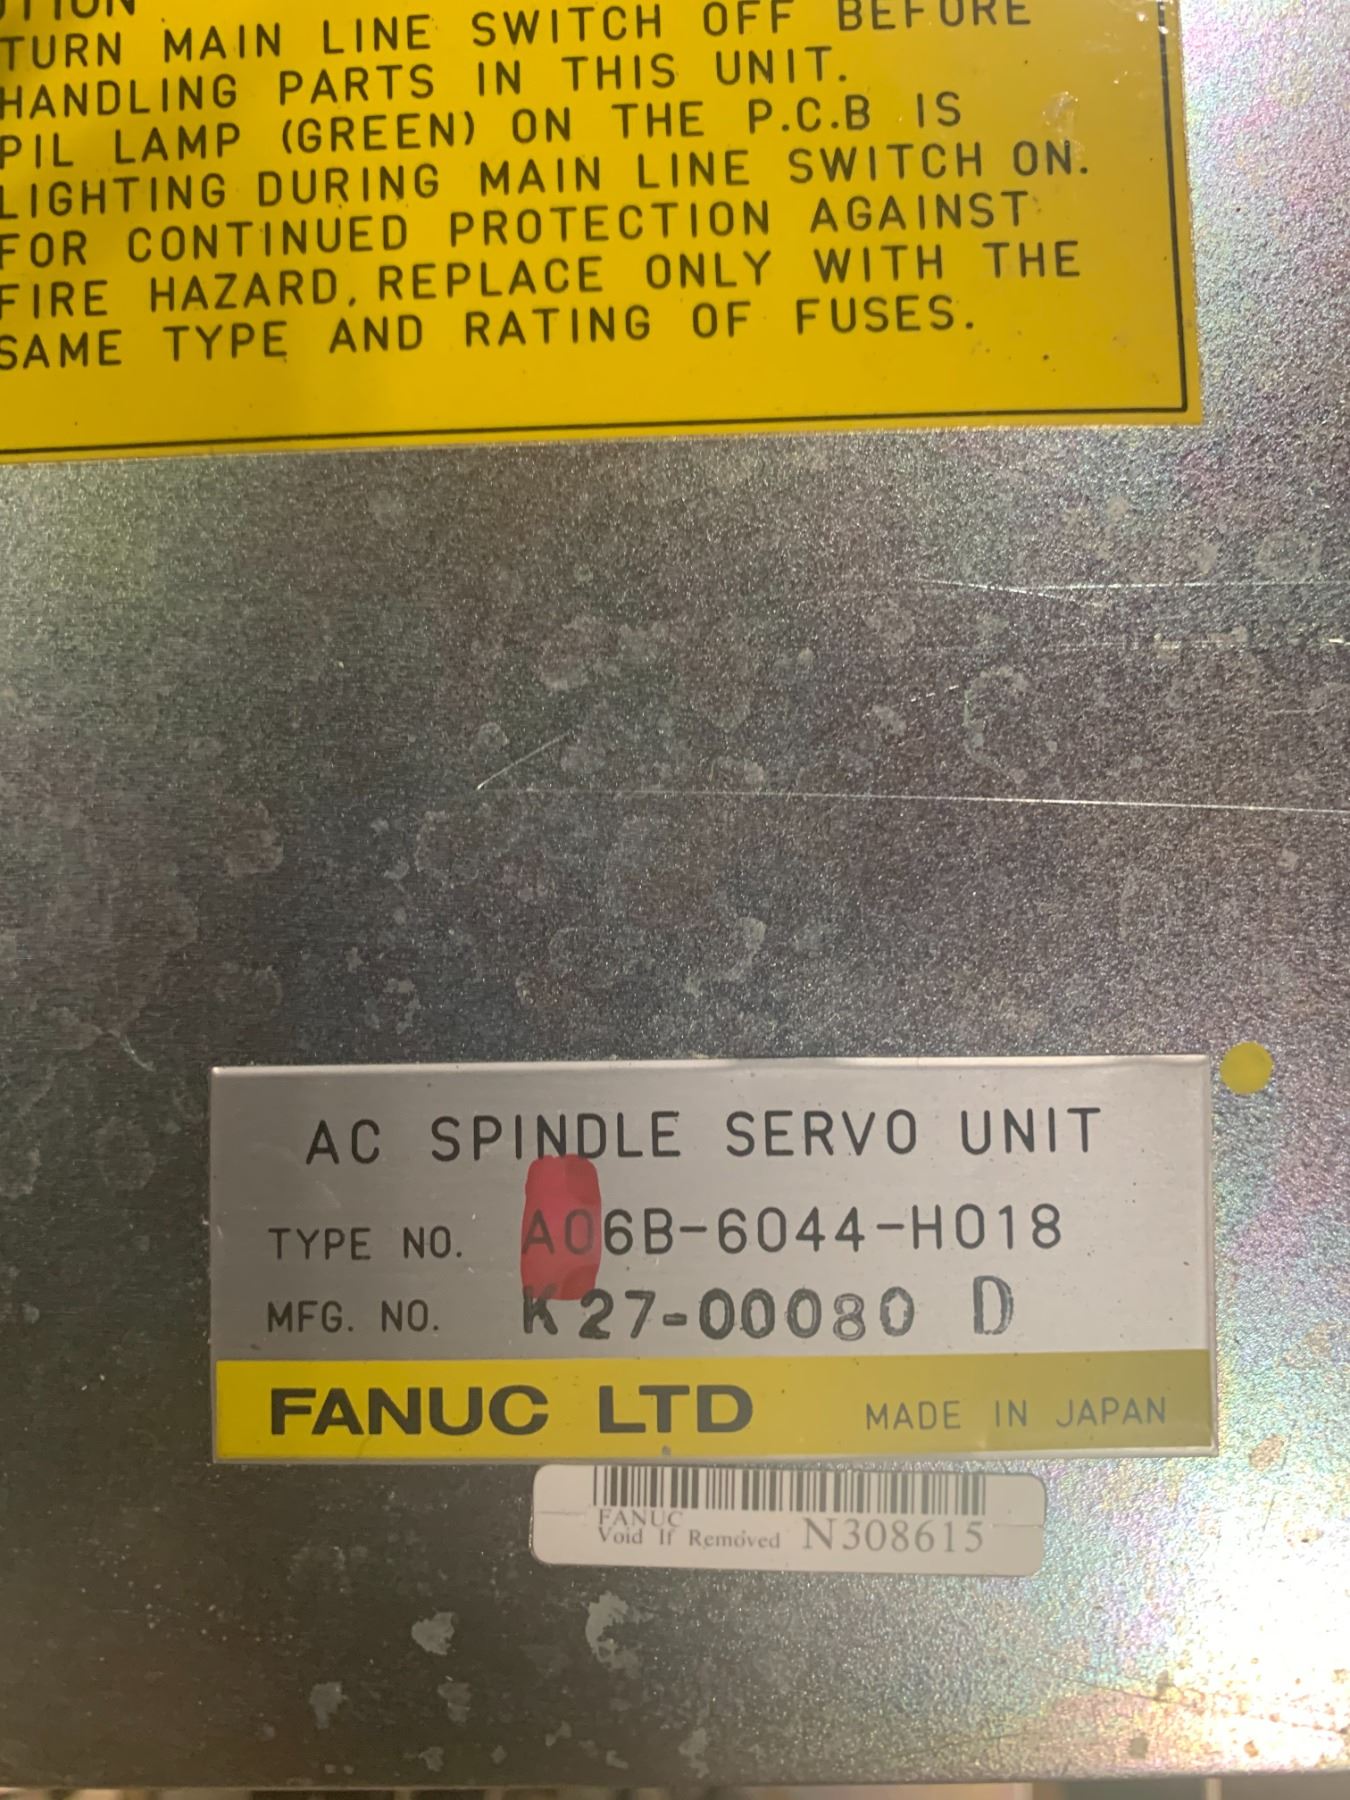 TURN MAIN LINE SWITCH OFF BEFORE
HANDLING PARTS IN THIS UNIT.
PIL LAMP (GREEN) ON THE P.C.B IS
LIGHTING DURING MAIN LINE SWITCH ON.
FOR CONTINUED PROTECTION AGAINST
FIRE HAZARD, REPLACE ONLY WITH THE
SAME TYPE AND RATING OF FUSES.
AC SPINDLE SERVO UNIT
TYPE NO. A06B-6044-H018
MFG. NO. K27-00080 D
FANUC LTD MADE IN JAPAN
FANUC
Void If Removed N308615